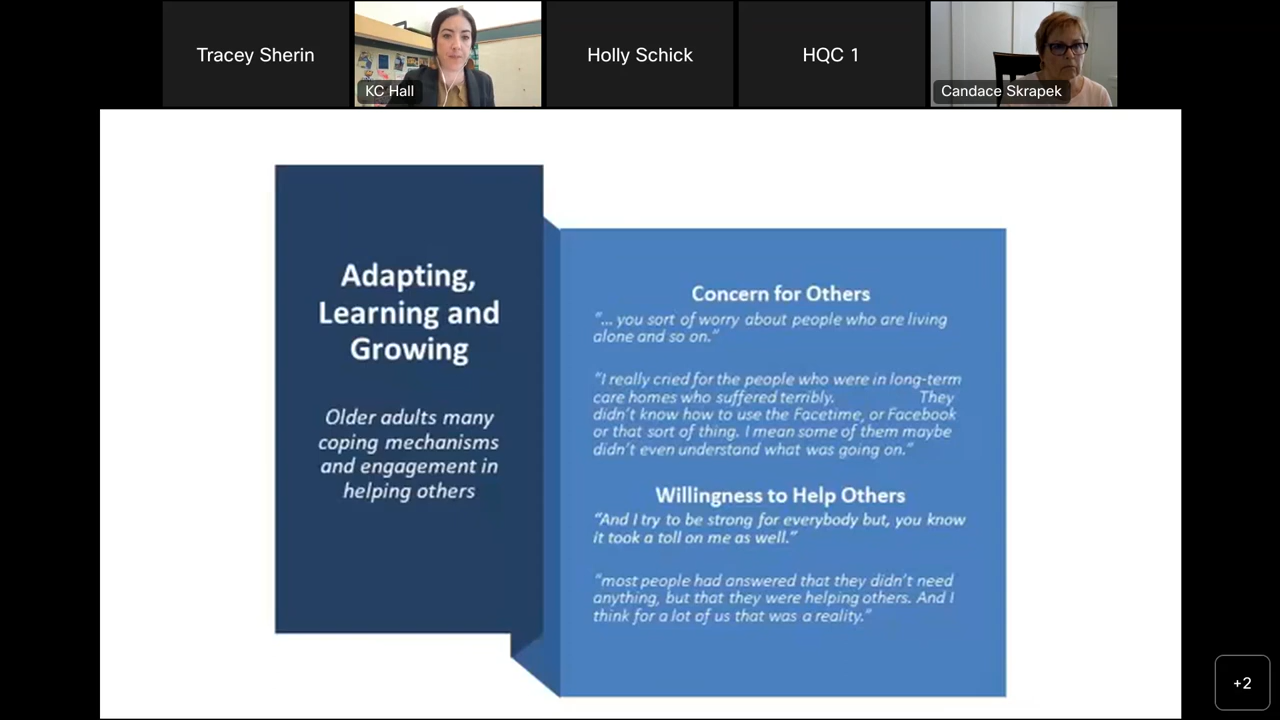 Tracey Sherin
KC Hall
Holly Schick
HQC 1
Candace Skrapek
Adapting,
Learning and
Growing
Older adults many
coping mechanisms
and engagement in
helping others
Concern for Others
"... you sort of worry about people who are living
alone and so on."
"I really cried for the people who were in long-term
care homes who suffered terribly. They
didn't know how to use the Facetime, or Facebook
or that sort of thing. I mean some of them maybe
didn't even understand what was going on."
Willingness to Help Others
"And I try to be strong for everybody but, you know
it took a toll on me as well."
"most people had answered that they didn't need
anything, but that they were helping others. And I
think for a lot of us that was a reality."
+2